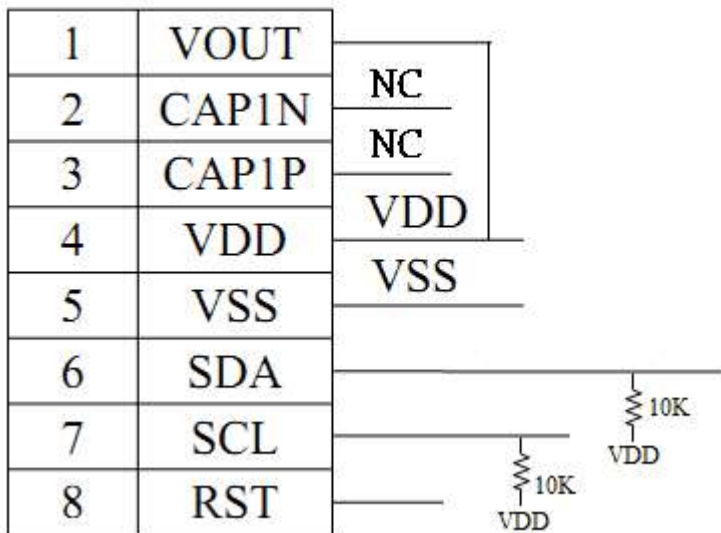 1 VOUT
2 CAP1N NC
3 CAP1P NC
4 VDD VDD
5 VSS VSS
6 SDA
10K
VDD
7 SCL
10K
VDD
8 RST